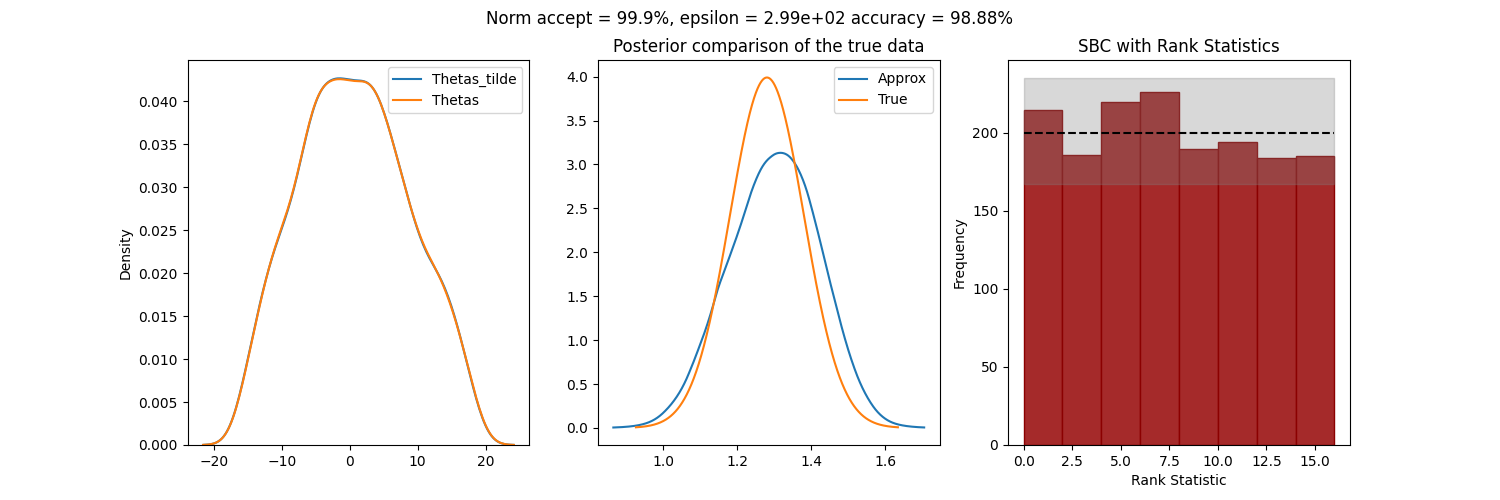 Norm accept = 99.9%, epsilon = 2.99e+02 accuracy = 98.88%
Density
0.040
0.035
0.030
0.025
0.020
0.015
0.010
0.005
0.000
−20 −10 0 10 20
Thetas_tilde
Thetas
Posterior comparison of the true data
4.0
3.5
3.0
2.5
2.0
1.5
1.0
0.5
0.0
1.0 1.2 1.4 1.6
Approx
True
SBC with Rank Statistics
Frequency
200
150
100
50
0
0.0 2.5 5.0 7.5 10.0 12.5 15.0
Rank Statistic